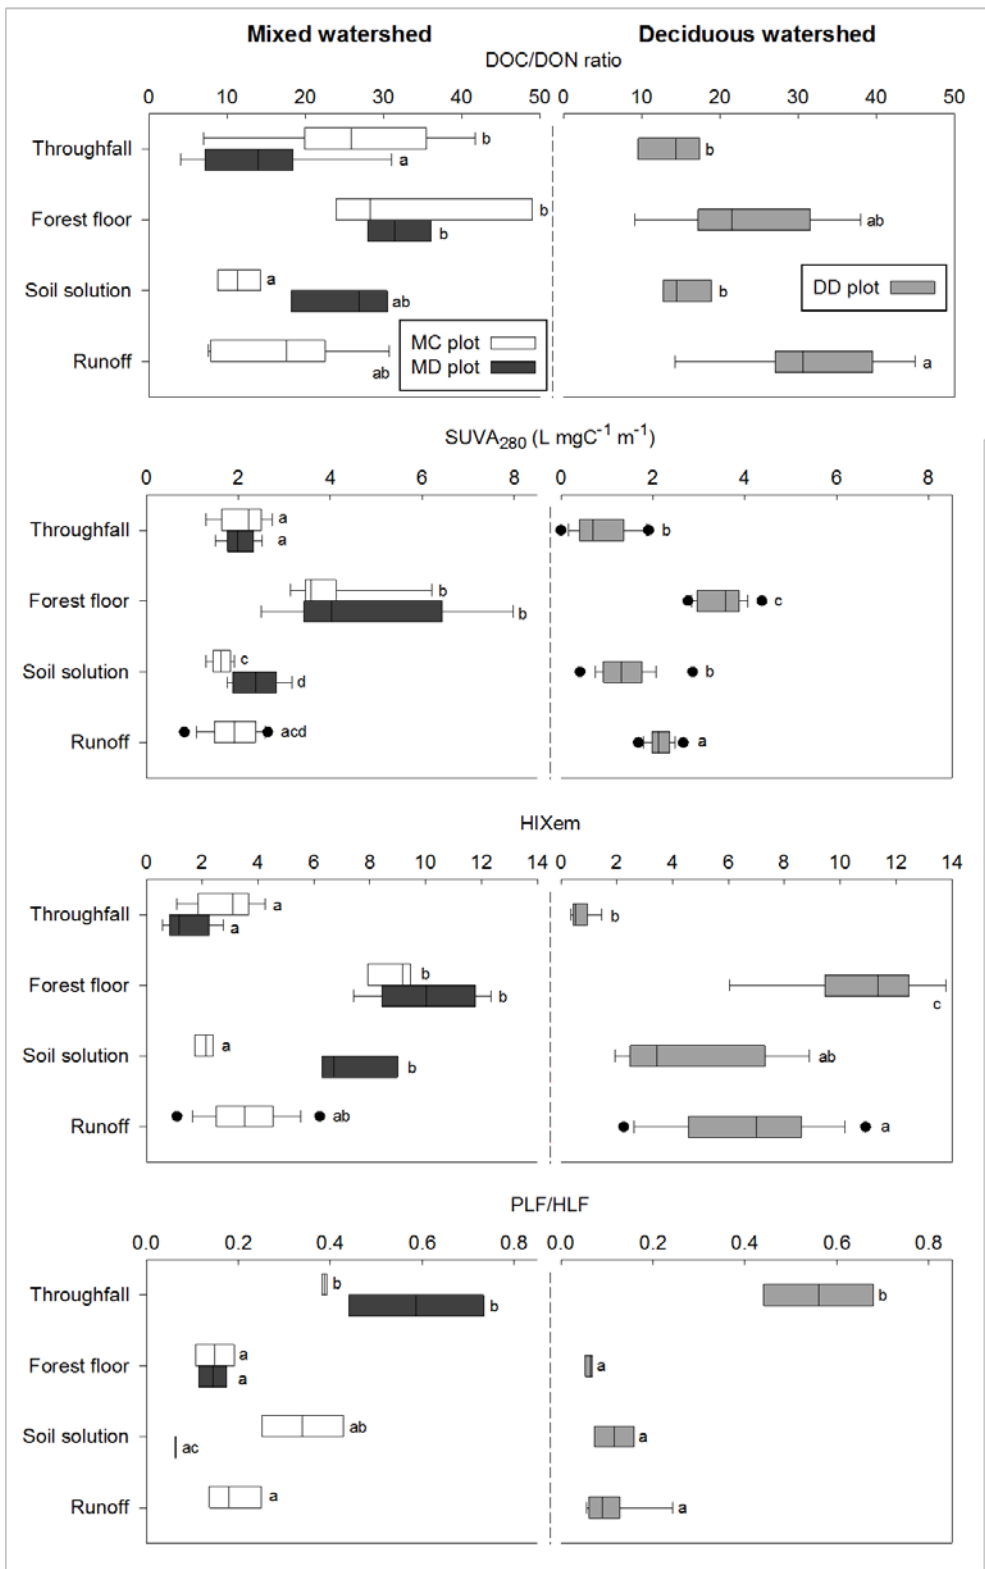 Mixed watershed Deciduous watershed
DOC/DON ratio
0 10 20 30 40 50 0 10 20 30 40 50
Throughfall b a b
Forest floor b b ab
Soil solution a ab b
DD plot
MC plot
MD plot
Runoff ab a
SUVA₂₈₀ (L mgC⁻¹ m⁻¹)
0 2 4 6 8 0 2 4 6 8
Throughfall a a b
Forest floor b b c
Soil solution c d b
Runoff acd a
HIXem
0 2 4 6 8 10 12 14 0 2 4 6 8 10 12 14
Throughfall a a b
Forest floor b b c
Soil solution a b ab
Runoff ab a
PLF/HLF
0.0 0.2 0.4 0.6 0.8 0.0 0.2 0.4 0.6 0.8
Throughfall b b b
Forest floor a a a
Soil solution ab ac a
Runoff a a